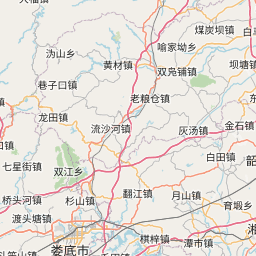 煤炭坝镇
沩山乡
喻家坳乡
黄材镇
双凫铺镇
坝塘镇
巷子口镇
老粮仓镇
龙田镇
流沙河镇
灰汤镇
金石镇
七星街镇
双江乡
白田镇
桥头河镇
杉山镇
翻江镇
月山镇
育塅乡
渡头塘镇
娄底市
棋梓镇
潭市镇